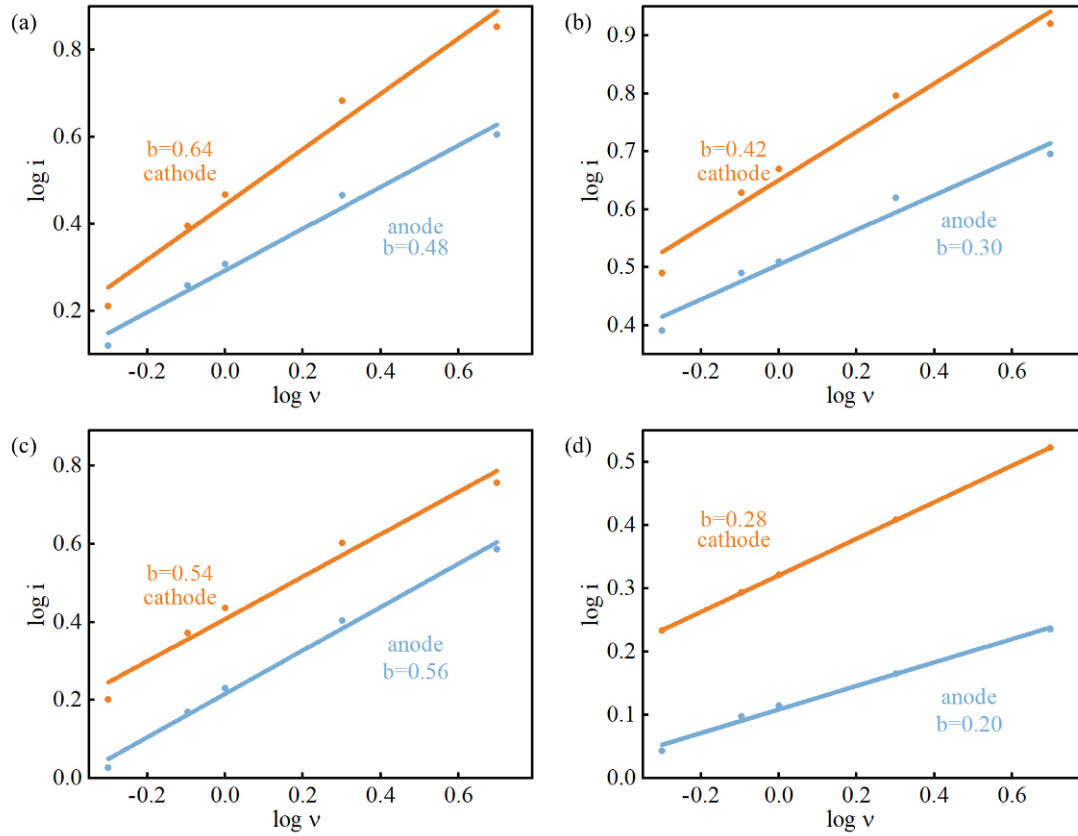 (a)
0.8
0.6
0.4
0.2
log i
b=0.64
cathode
anode
b=0.48
-0.2 0.0 0.2 0.4 0.6
log ν
(b)
0.9
0.8
0.7
0.6
0.5
0.4
log i
b=0.42
cathode
anode
b=0.30
-0.2 0.0 0.2 0.4 0.6
log ν
(c)
0.8
0.6
0.4
0.2
0.0
log i
b=0.54
cathode
anode
b=0.56
-0.2 0.0 0.2 0.4 0.6
log ν
(d)
0.5
0.4
0.3
0.2
0.1
0.0
log i
b=0.28
cathode
anode
b=0.20
-0.2 0.0 0.2 0.4 0.6
log ν